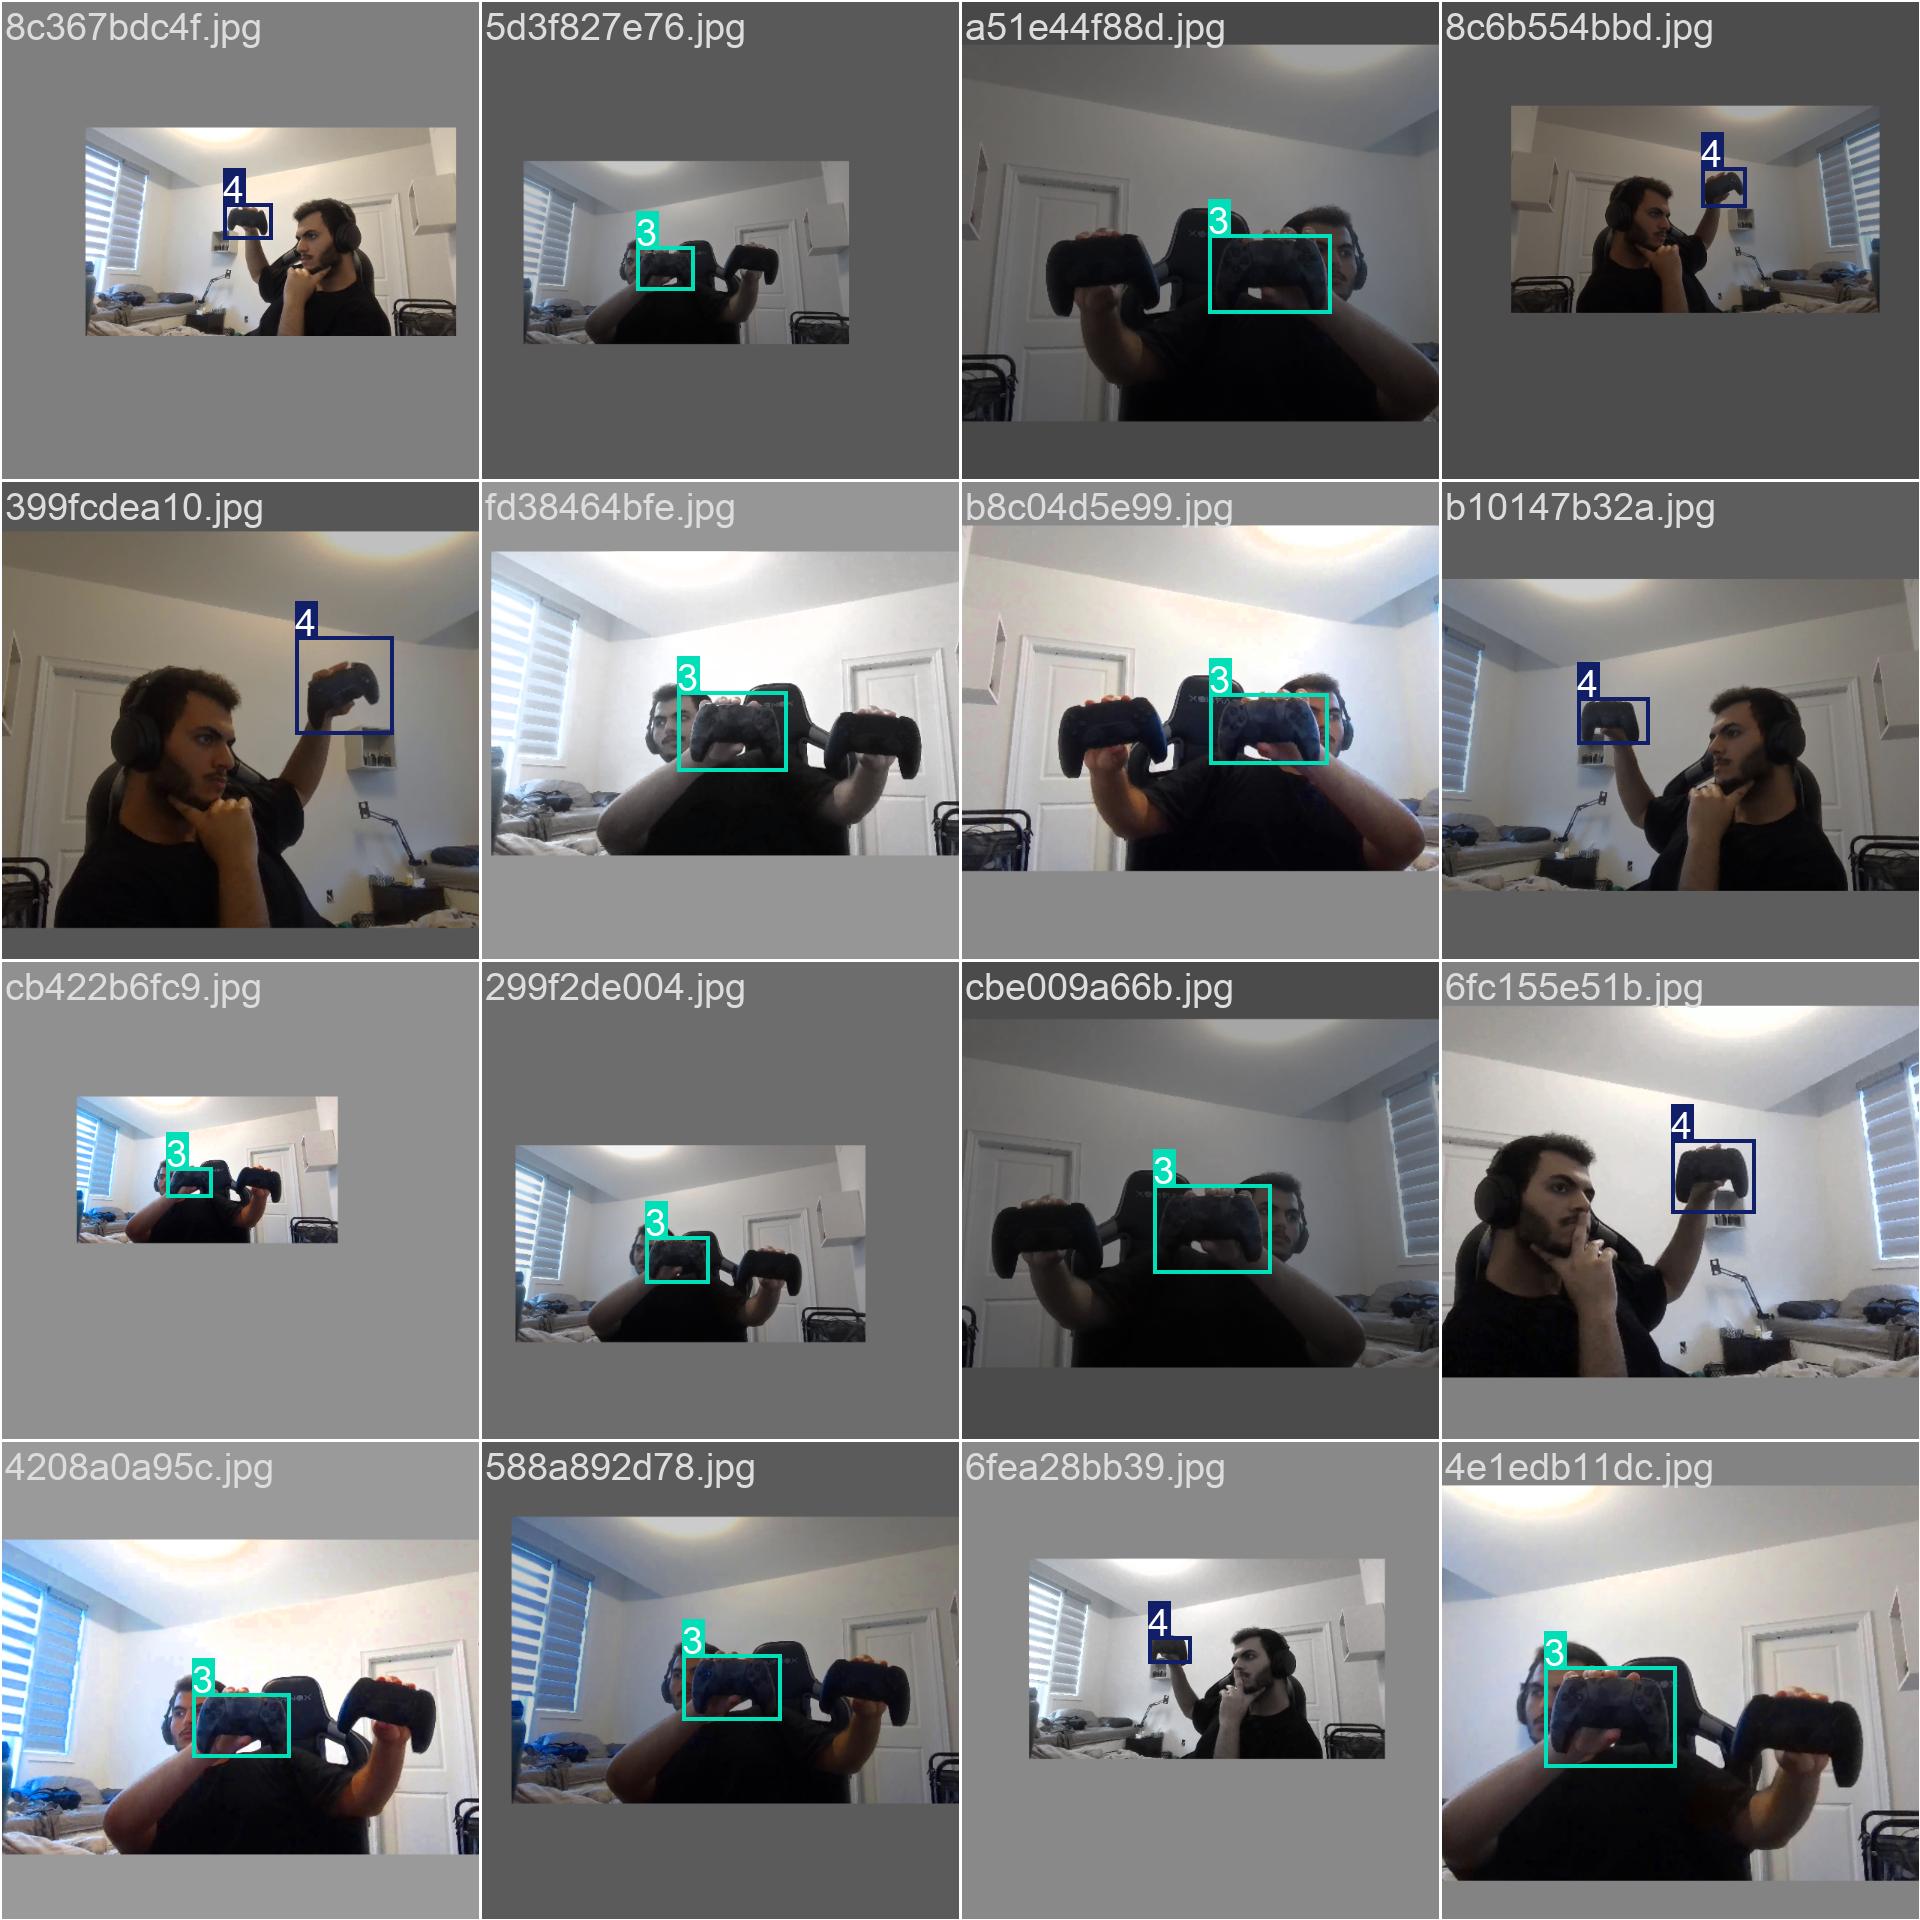 8c367bdc4f.jpg
5d3f827e76.jpg
a51e44f88d.jpg
8c6b554bbd.jpg
4
3
3
4
399fcdea10.jpg
fd38464bfe.jpg
b8c04d5e99.jpg
b10147b32a.jpg
4
3
3
4
cb422b6fc9.jpg
299f2de004.jpg
cbe009a66b.jpg
6fc155e51b.jpg
3
3
3
4
4208a0a95c.jpg
588a892d78.jpg
6fea28bb39.jpg
4e1edb11dc.jpg
3
3
4
3